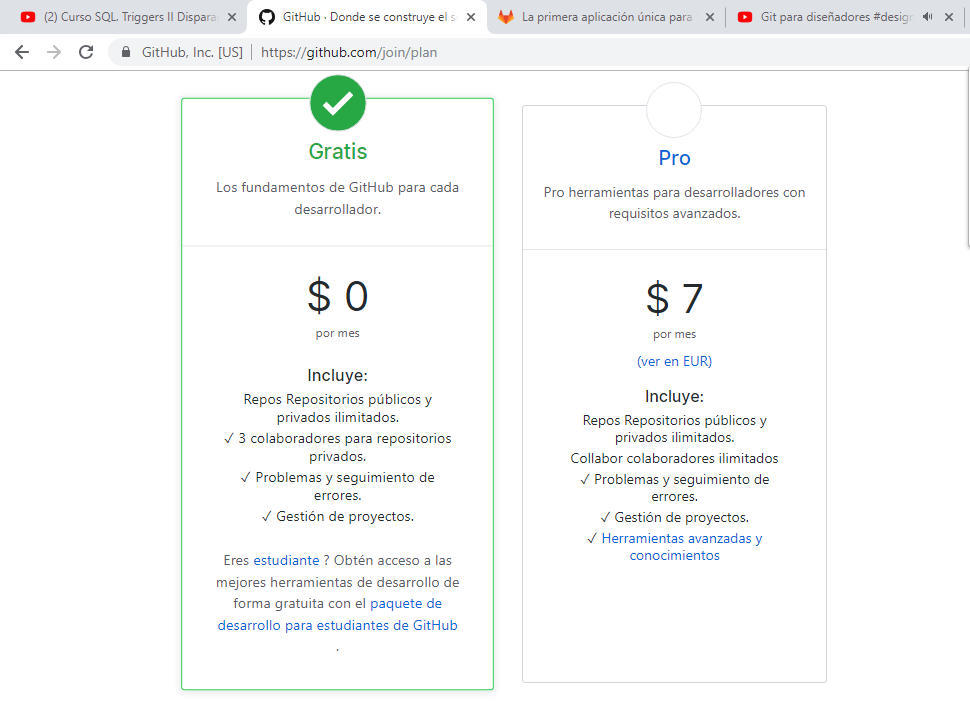 (2) Curso SQL. Triggers II Dispara
GitHub · Donde se construye el s
La primera aplicación única para
Git para diseñadores #design
GitHub, Inc. [US]
https://github.com/join/plan
Gratis
Los fundamentos de GitHub para cada
desarrollador.
$ 0
por mes
Incluye:
Repos Repositorios públicos y
privados ilimitados.
✓ 3 colaboradores para repositorios
privados.
✓ Problemas y seguimiento de
errores.
✓ Gestión de proyectos.
Eres estudiante ? Obtén acceso a las
mejores herramientas de desarrollo de
forma gratuita con el paquete de
desarrollo para estudiantes de GitHub
.
Pro
Pro herramientas para desarrolladores con
requisitos avanzados.
$ 7
por mes
(ver en EUR)
Incluye:
Repos Repositorios públicos y
privados ilimitados.
Collabor colaboradores ilimitados
✓ Problemas y seguimiento de
errores.
✓ Gestión de proyectos.
✓ Herramientas avanzadas y
conocimientos